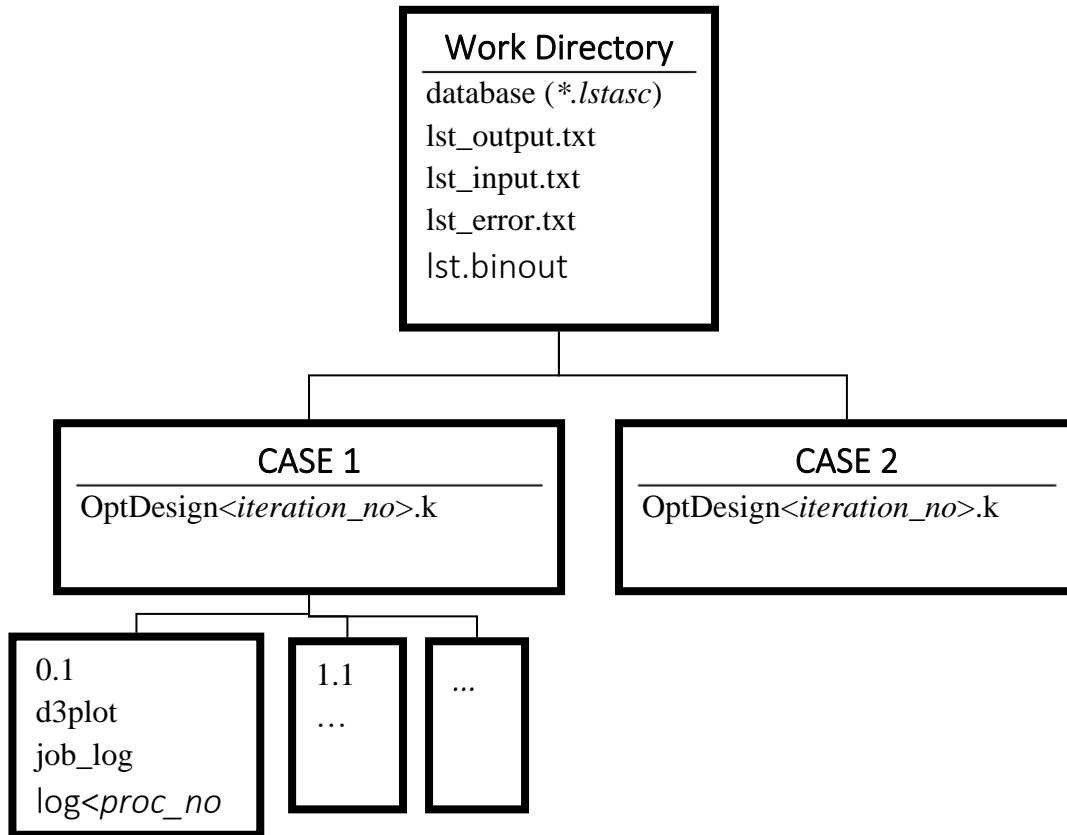 Work Directory
database (*.lstasc)
lst_output.txt
lst_input.txt
lst_error.txt
lst.binout
CASE 1
OptDesign<iteration_no>.k
CASE 2
OptDesign<iteration_no>.k
0.1
d3plot
job_log
log<proc_no
1.1
…
...